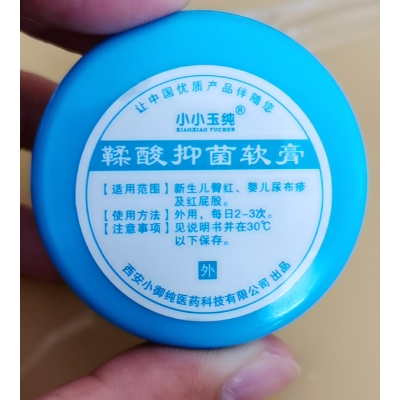 让中国优质产品伴随您
小小玉纯®
XIAOXIAO YUCHUN
鞣酸抑菌软膏
【适用范围】新生儿臀红、婴儿尿布疹
及红屁股。
【使用方法】外用，每日2-3次。
【注意事项】见说明书并在30℃
以下保存。
外
西安小御纯医药科技有限公司 出品